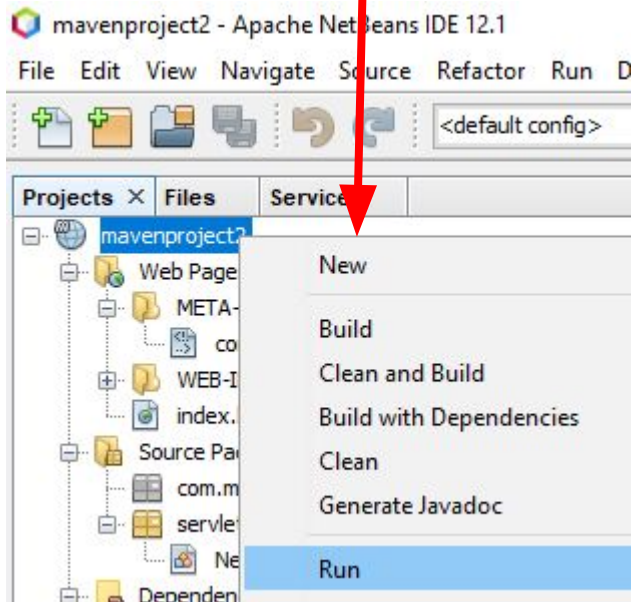 mavenproject2 - Apache NetBeans IDE 12.1
File Edit View Navigate Source Refactor Run D
<default config>
Projects Files Service
mavenproject2
Web Page
META-
co
WEB-I
index.
Source Pa
com.m
servle
Ne
Dependen
New
Build
Clean and Build
Build with Dependencies
Clean
Generate Javadoc
Run